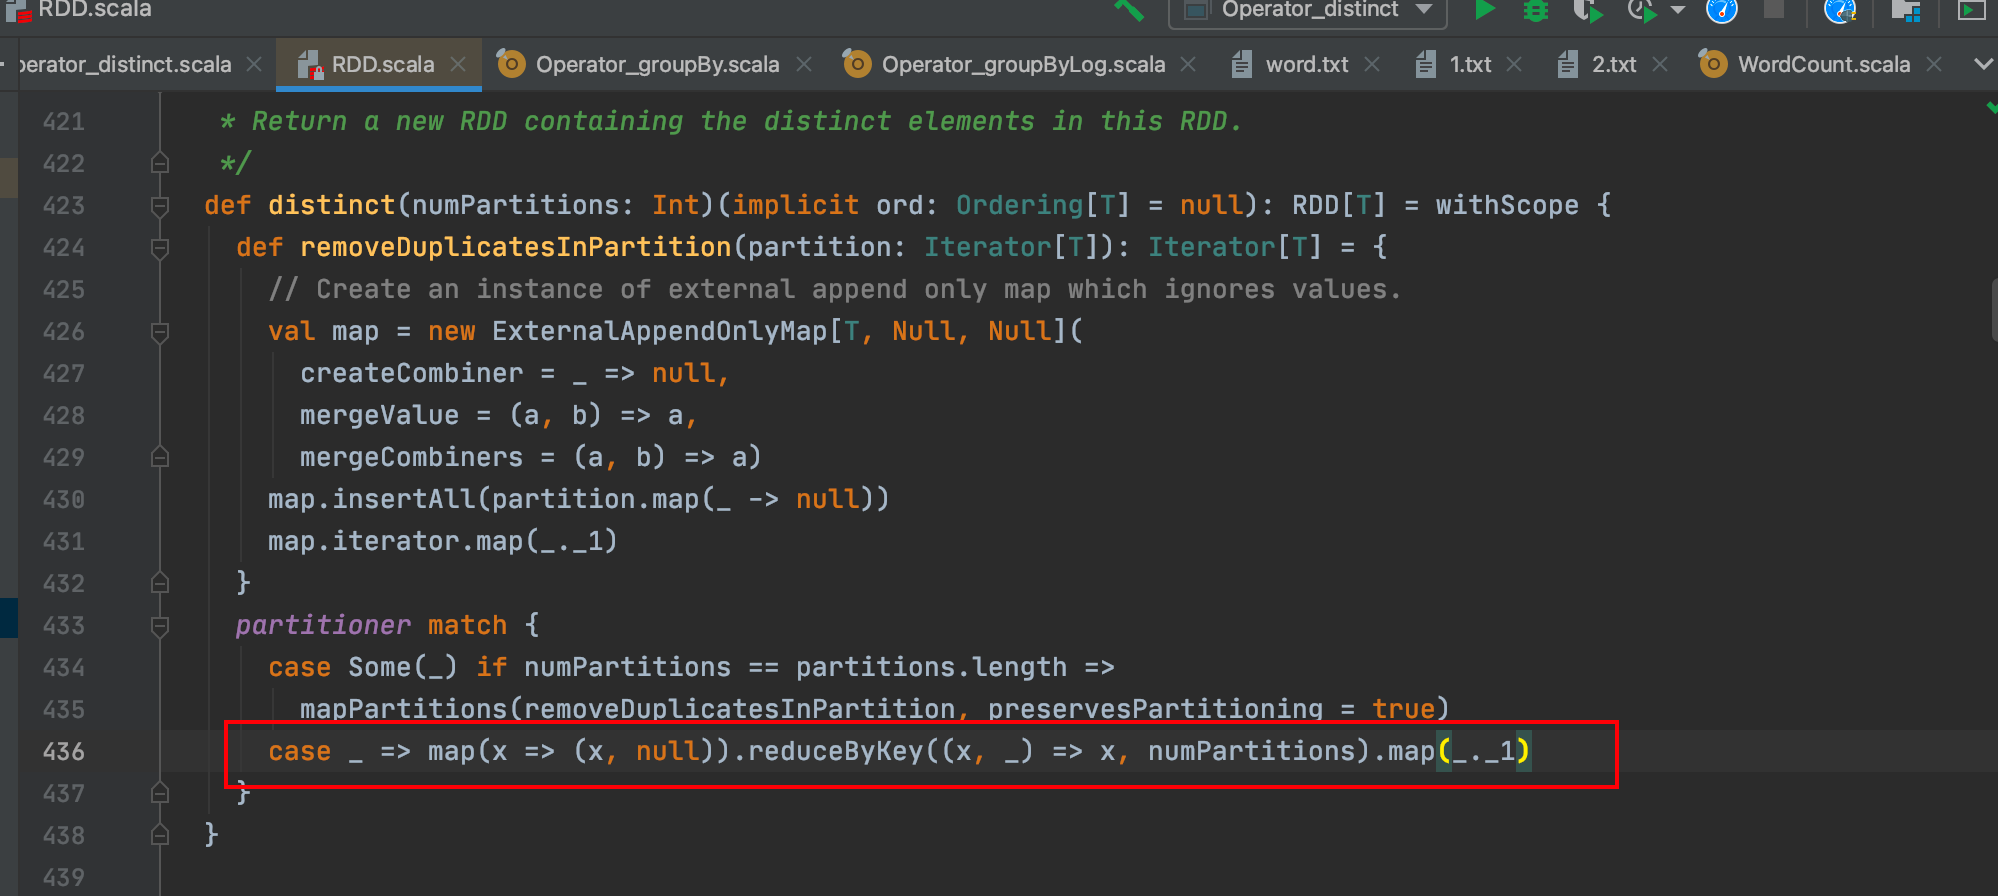 RDD.scala
Operator_distinct
perator_distinct.scala
RDD.scala
Operator_groupBy.scala
Operator_groupByLog.scala
word.txt
1.txt
2.txt
WordCount.scala
421 * Return a new RDD containing the distinct elements in this RDD.
422 */
423 def distinct(numPartitions: Int)(implicit ord: Ordering[T] = null): RDD[T] = withScope {
424 def removeDuplicatesInPartition(partition: Iterator[T]): Iterator[T] = {
425 // Create an instance of external append only map which ignores values.
426 val map = new ExternalAppendOnlyMap[T, Null, Null](
427 createCombiner = _ => null,
428 mergeValue = (a, b) => a,
429 mergeCombiners = (a, b) => a)
430 map.insertAll(partition.map(_ -> null))
431 map.iterator.map(_._1)
432 }
433 partitioner match {
434 case Some(_) if numPartitions == partitions.length =>
435 mapPartitions(removeDuplicatesInPartition, preservesPartitioning = true)
436 case _ => map(x => (x, null)).reduceByKey((x, _) => x, numPartitions).map(_._1)
437 }
438 }
439